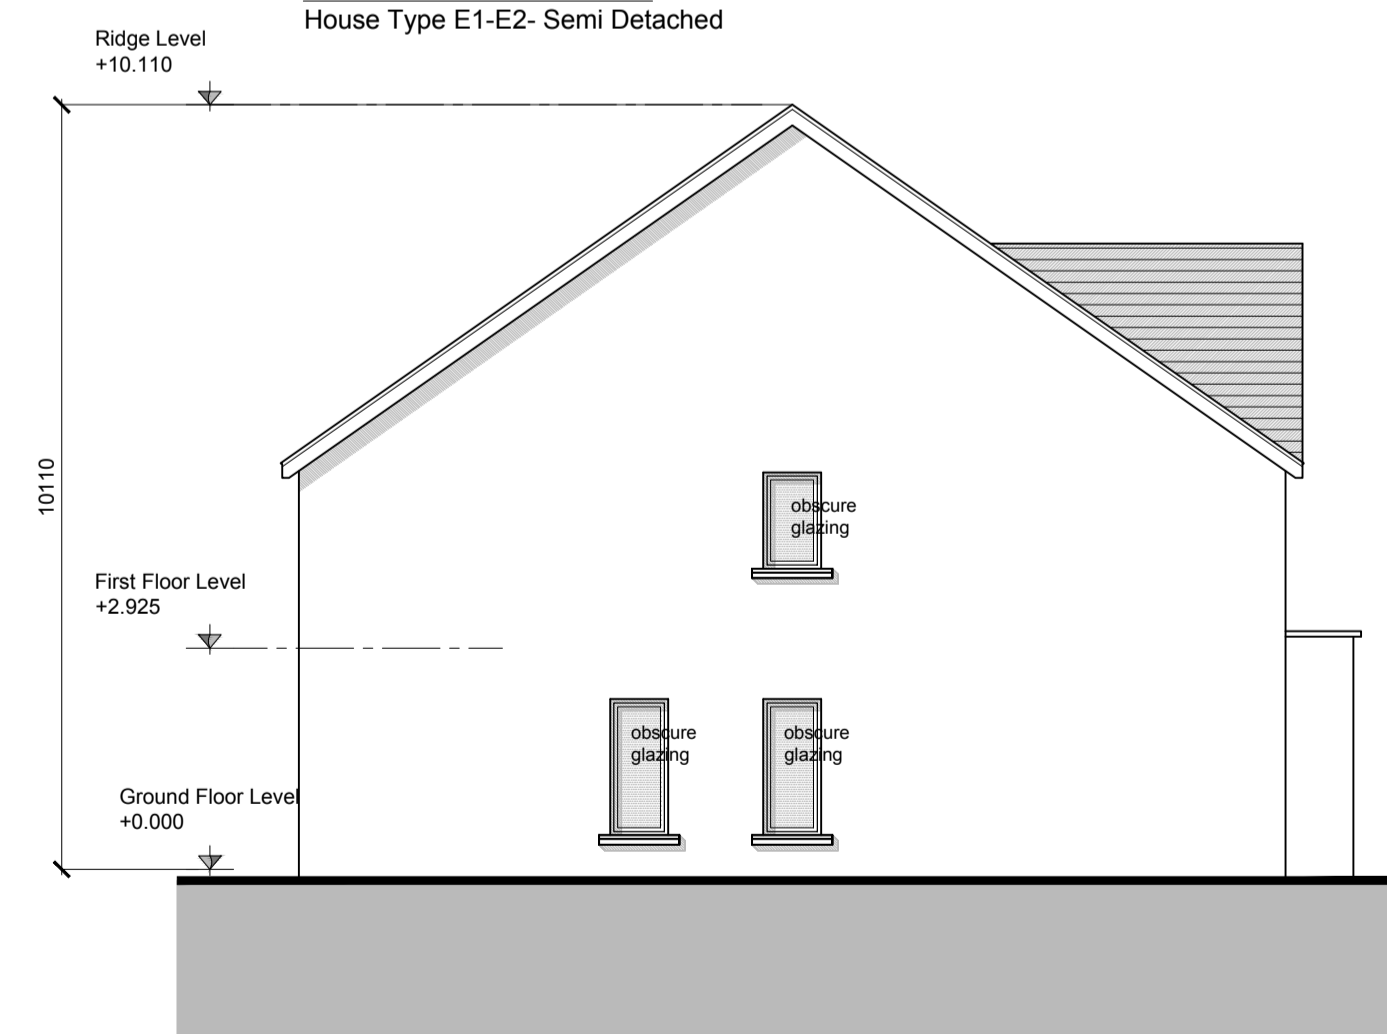 House Type E1-E2- Semi Detached
Ridge Level
+10.110
10110
obscure
glazing
First Floor Level
+2.925
obscure
glazing
obscure
glazing
Ground Floor Level
+0.000